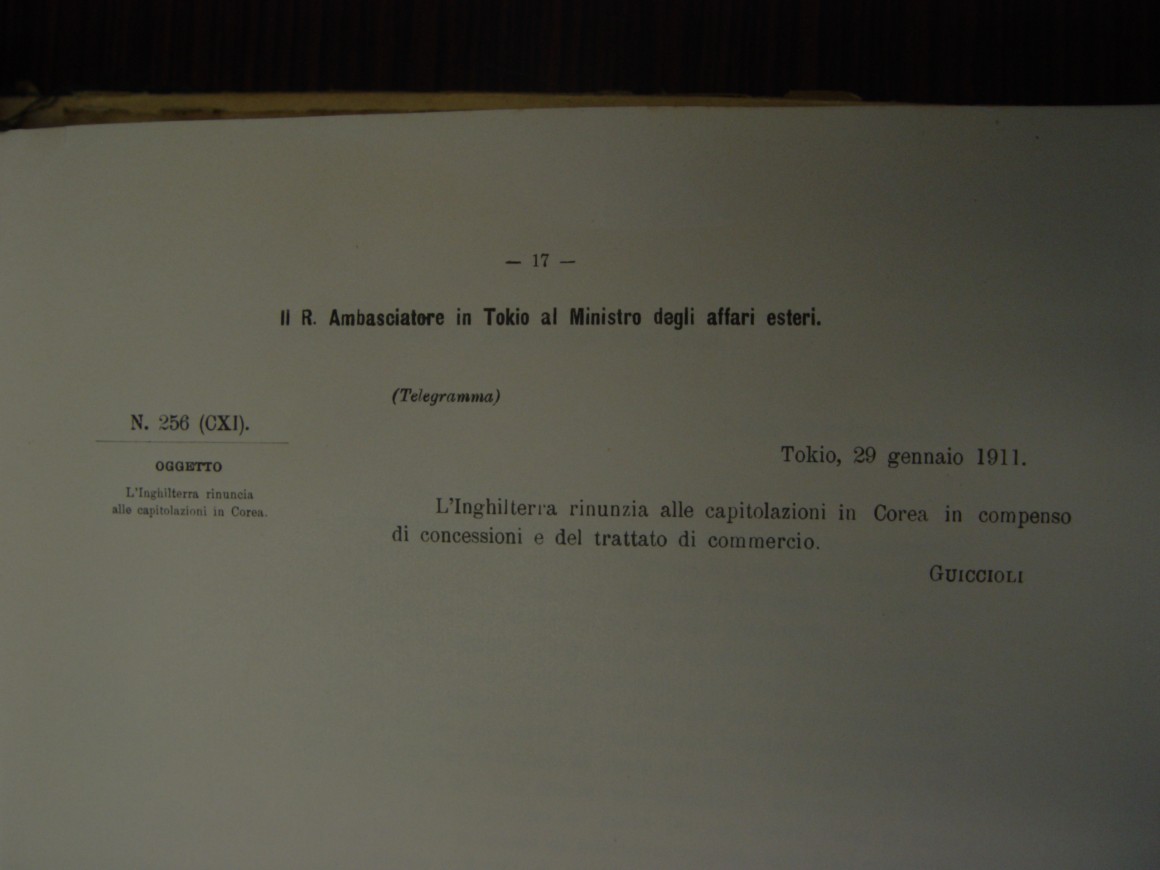 — 17 —
Il R. Ambasciatore in Tokio al Ministro degli affari esteri.
(Telegramma)
N. 256 (CXI).
OGGETTO
L'Inghilterra rinuncia
alle capitolazioni in Corea.
Tokio, 29 gennaio 1911.
L'Inghilterra rinunzia alle capitolazioni in Corea in compenso
di concessioni e del trattato di commercio.
GUICCIOLI